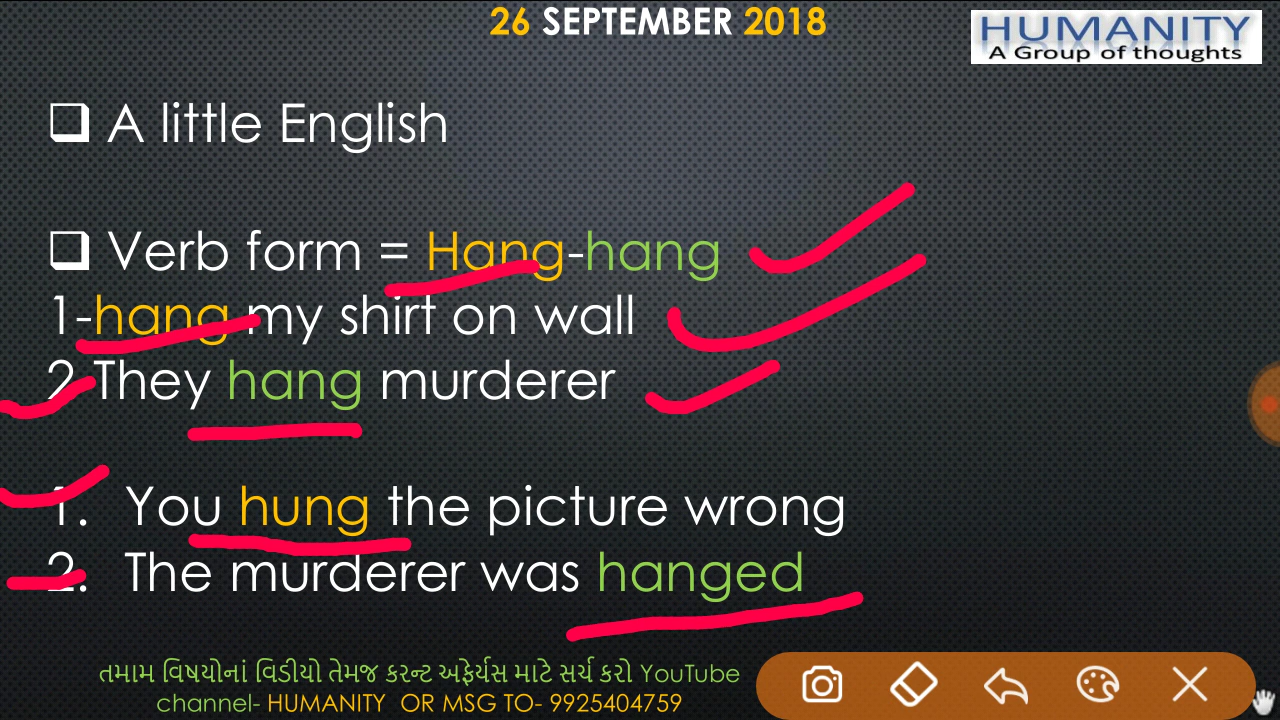 26 SEPTEMBER 2018
HUMANITY
A Group of thoughts
❑ A little English
❑ Verb form = Hang-hang
1-hang my shirt on wall
2 They hang murderer
1. You hung the picture wrong
2. The murderer was hanged
તમામ વિષયોનાં વિડીયો તેમજ કરન્ટ અફેર્યસ માટે સર્ચ કરો YouTube
channel- HUMANITY OR MSG TO- 9925404759